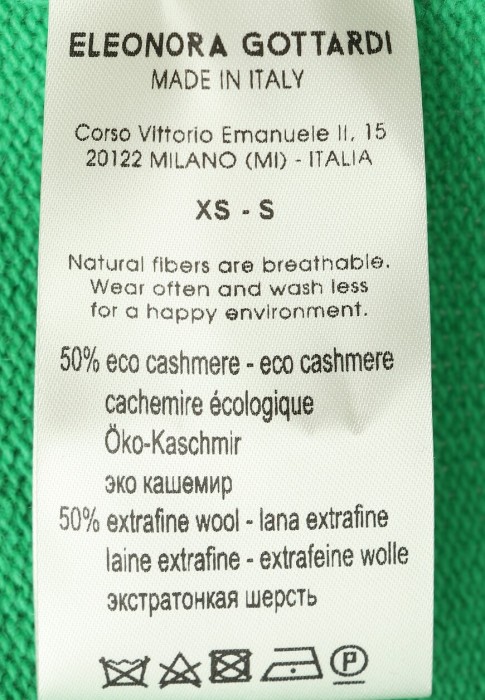 ELEONORA GOTTARDI
MADE IN ITALY
Corso Vittorio Emanuele II, 15
20122 MILANO (MI) - ITALIA
XS - S
Natural fibers are breathable.
Wear often and wash less
for a happy environment.
50% eco cashmere - eco cashmere
cachemire écologique
Öko-Kaschmir
эко кашемир
50% extrafine wool - lana extrafine
laine extrafine - extrafeine wolle
экстратонкая шерсть
P